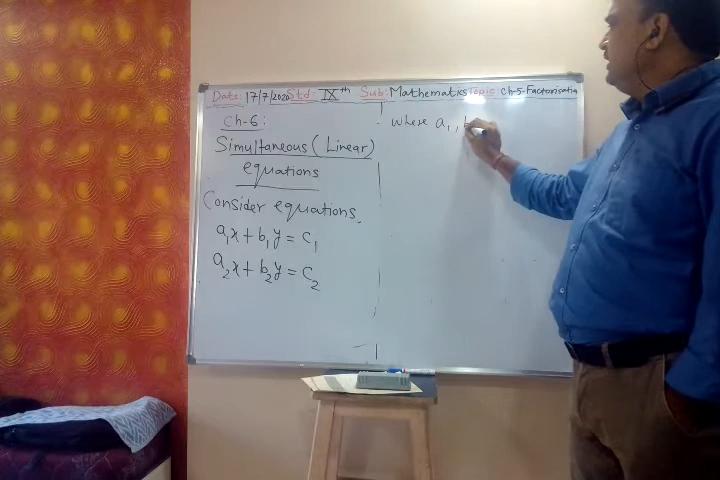 Date: 17/7/2020 Std: IXth Sub: Mathematics Topic: Ch-5-Factorisatio
Ch-6:
Simultaneous (Linear)
equations
Consider equations.
a₁x + b₁y = c₁
a₂x + b₂y = c₂
where a₁, b